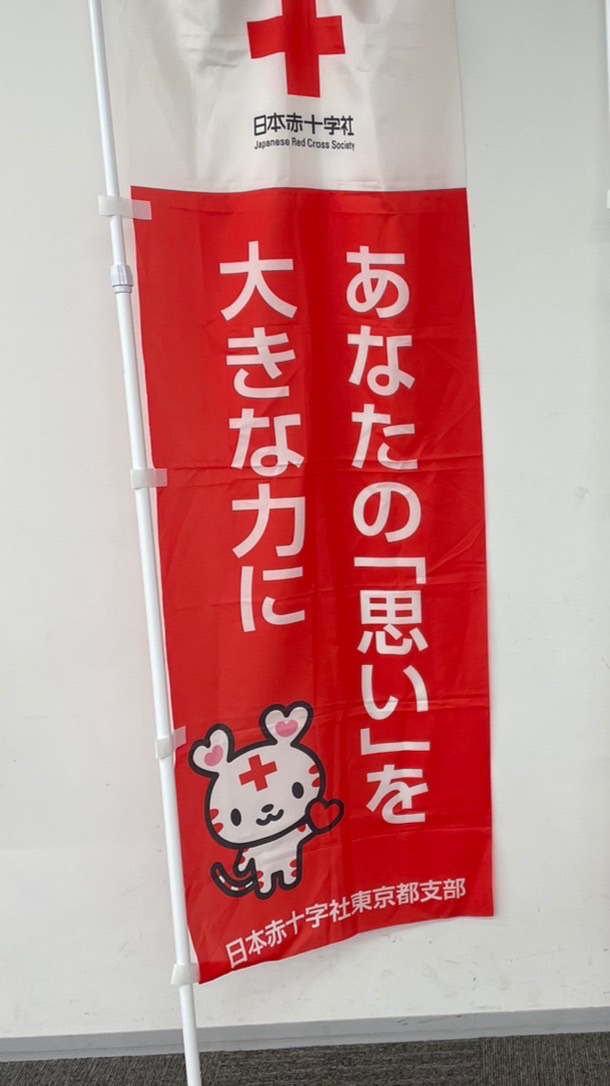 日本赤十字社
Japanese Red Cross Society
あなたの「思い」を
大きな力に
日本赤十字社東京都支部